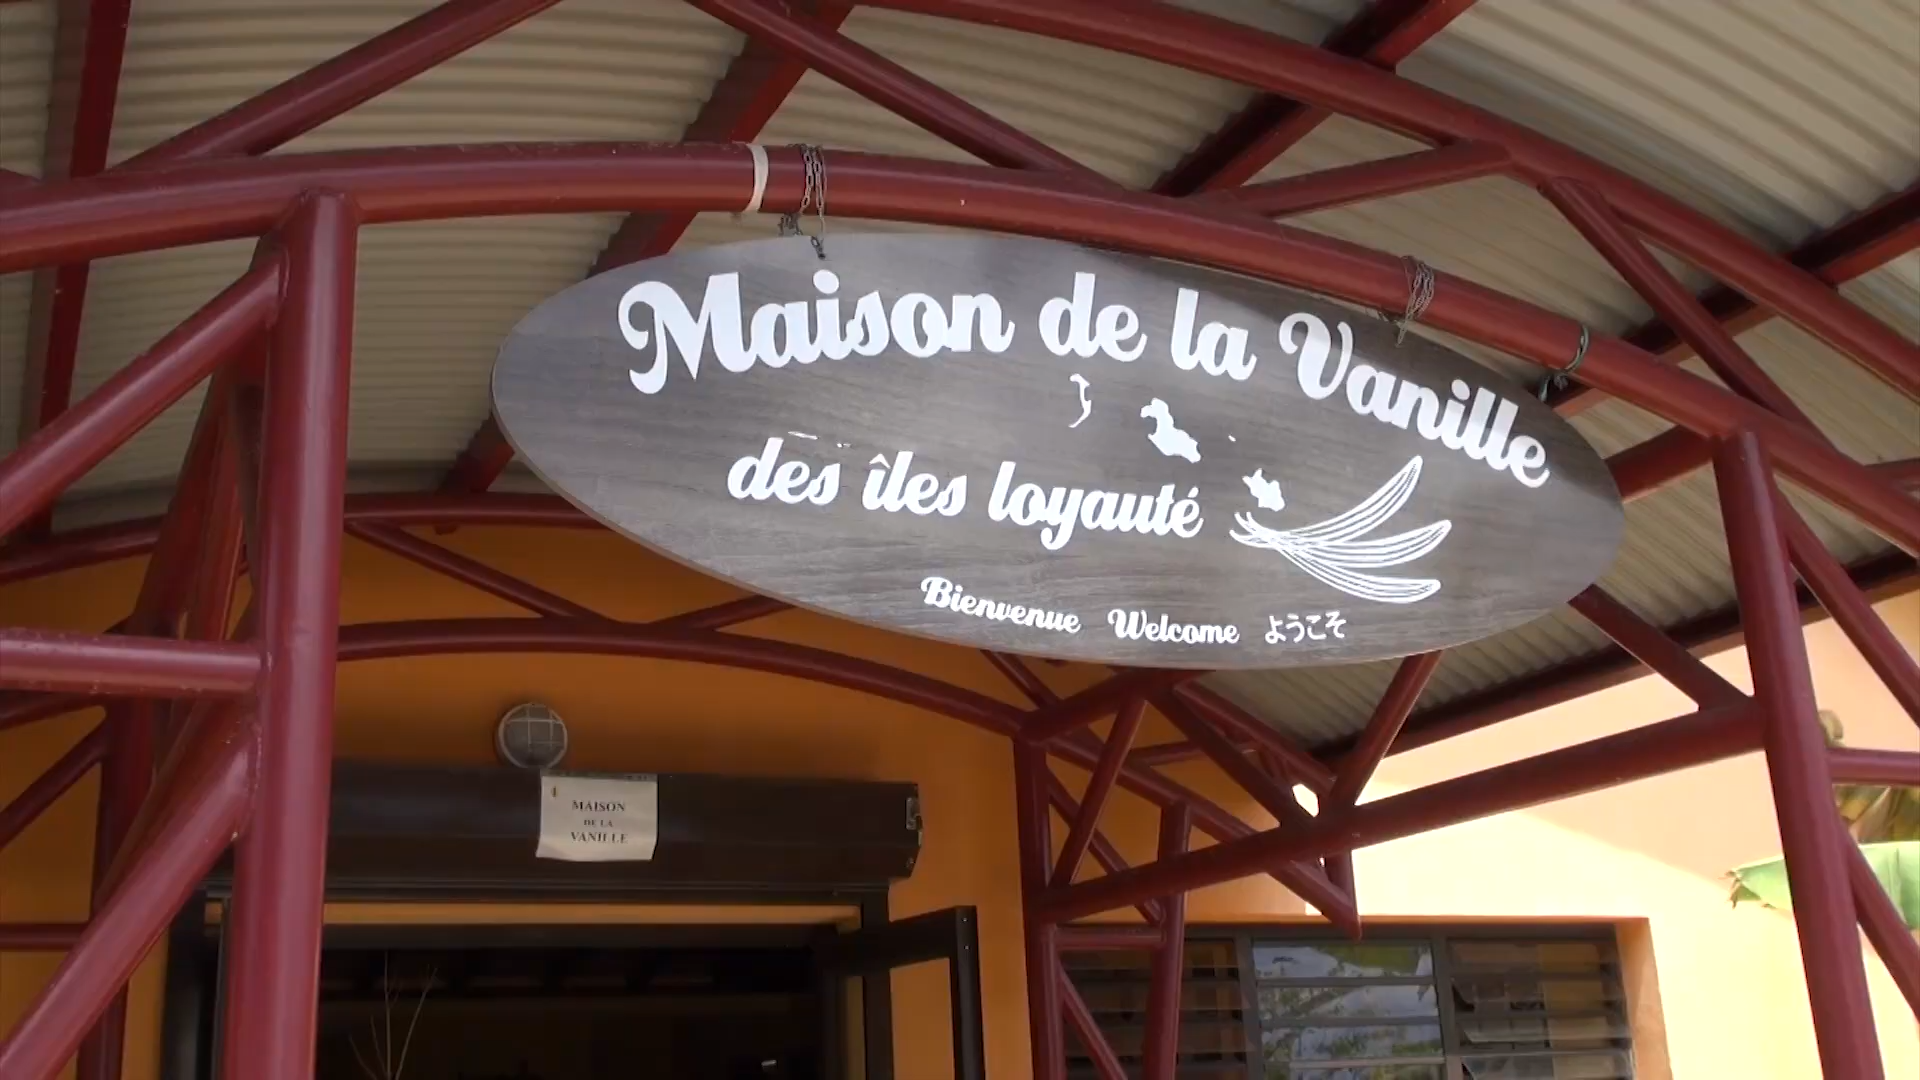 Maison de la Vanille
des îles loyauté
Bienvenue Welcome ようこそ
MAISON
DE LA
VANILLE